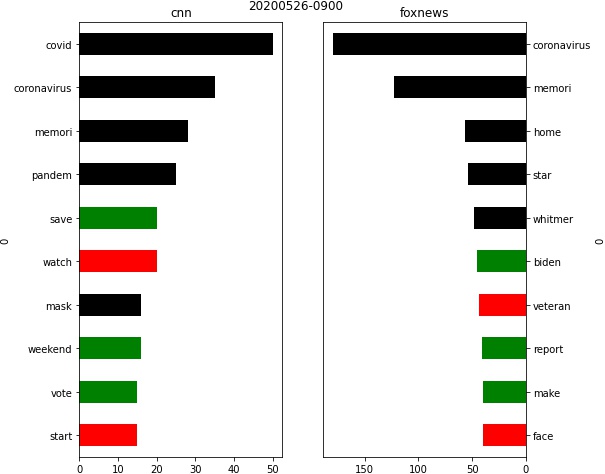 20200526-0900
cnn
foxnews
covid
coronavirus
memori
pandem
save
watch
mask
weekend
vote
start
0
0 10 20 30 40 50
coronavirus
memori
home
star
whitmer
biden
veteran
report
make
face
0
150 100 50 0